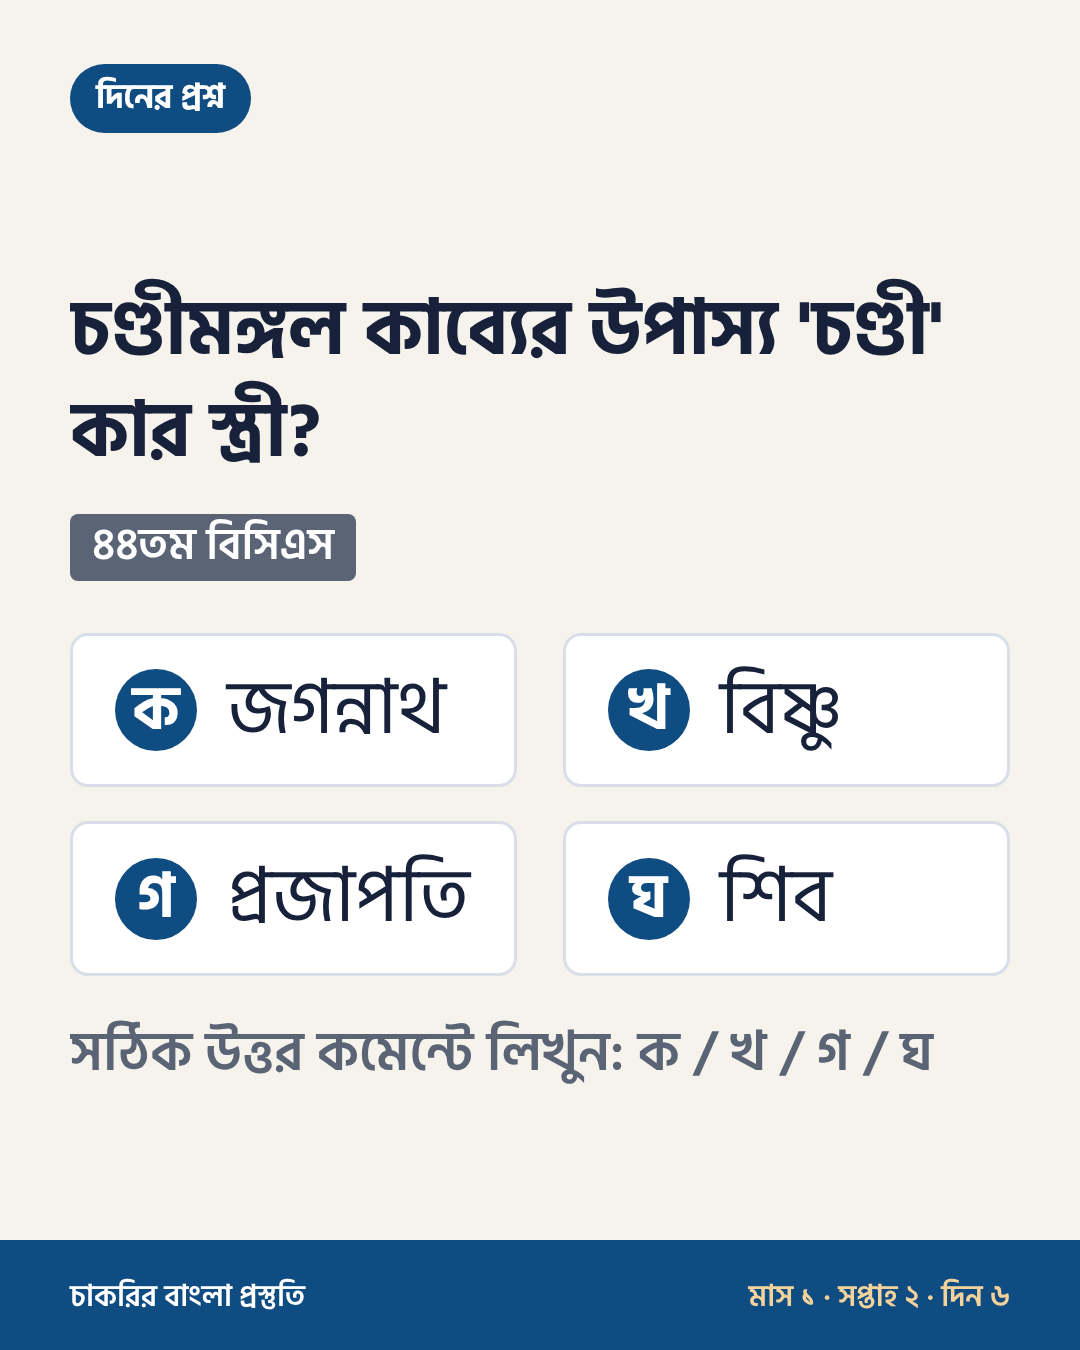 দিনের প্রশ্ন
চণ্ডীমঙ্গল কাব্যের উপাস্য 'চণ্ডী'
কার স্ত্রী?
৪৪তম বিসিএস
ক জগন্নাথ
খ বিষ্ণু
গ প্রজাপতি
ঘ শিব
সঠিক উত্তর কমেন্টে লিখুন: ক / খ / গ / ঘ
চাকরির বাংলা প্রস্তুতি
মাস ১ · সপ্তাহ ২ · দিন ৬